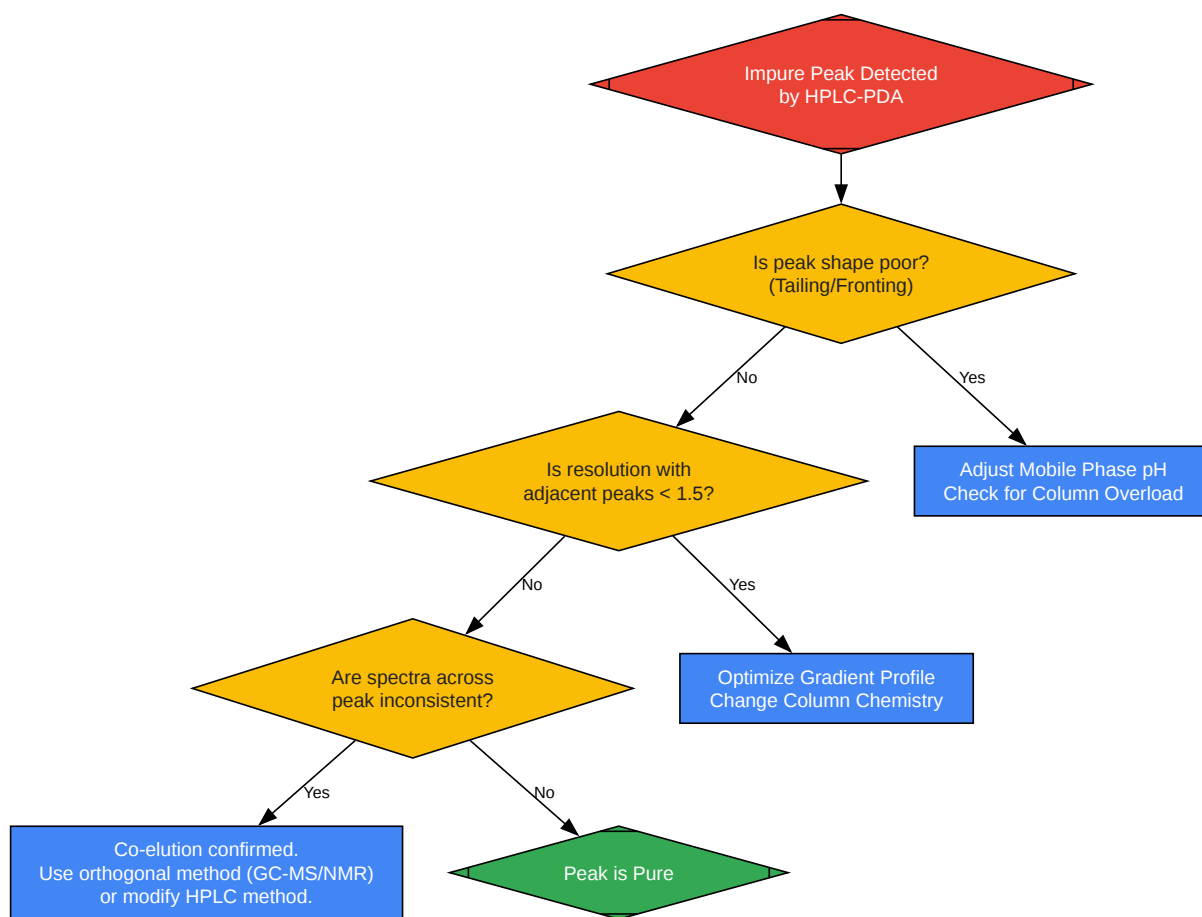 Impure Peak Detected
by HPLC-PDA
Is peak shape poor?
(Tailing/Fronting)
No
Yes
Is resolution with
adjacent peaks < 1.5?
Adjust Mobile Phase pH
Check for Column Overload
No
Yes
Are spectra across
peak inconsistent?
Optimize Gradient Profile
Change Column Chemistry
Yes
No
Co-elution confirmed.
Use orthogonal method (GC-MS/NMR)
or modify HPLC method.
Peak is Pure